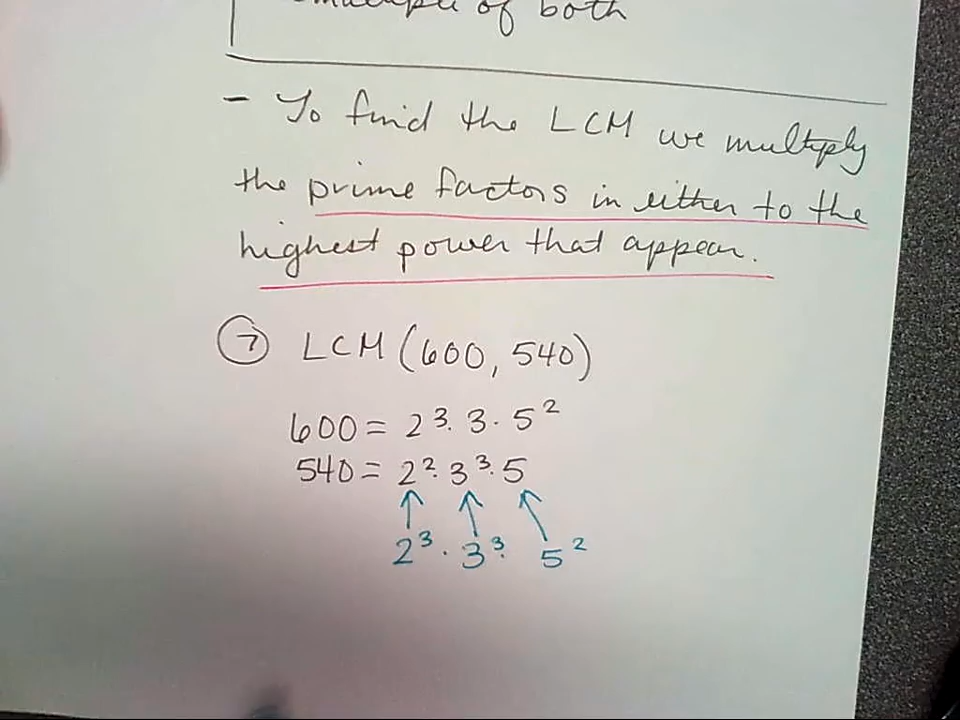 multiple of both
- To find the LCM we multiply
the prime factors in either to the
highest power that appear.
7 LCM (600, 540)
600 = 2³· 3 · 5²
540 = 2²· 3³· 5
2³ · 3³· 5²